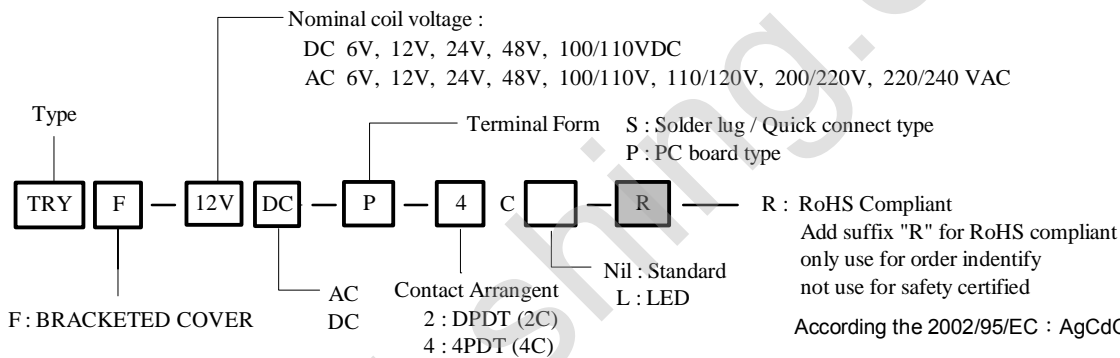 Nominal coil voltage :
DC 6V, 12V, 24V, 48V, 100/110VDC
AC 6V, 12V, 24V, 48V, 100/110V, 110/120V, 200/220V, 220/240 VAC
Type
Terminal Form S : Solder lug / Quick connect type
P : PC board type
TRY F — 12V DC — P — 4 C — R
R : RoHS Compliant
Add suffix "R" for RoHS compliant
only use for order indentify
not use for safety certified
Nil : Standard
L : LED
AC
DC
Contact Arrangent
2 : DPDT (2C)
4 : 4PDT (4C)
F : BRACKETED COVER
According the 2002/95/EC : AgCdO
shing.